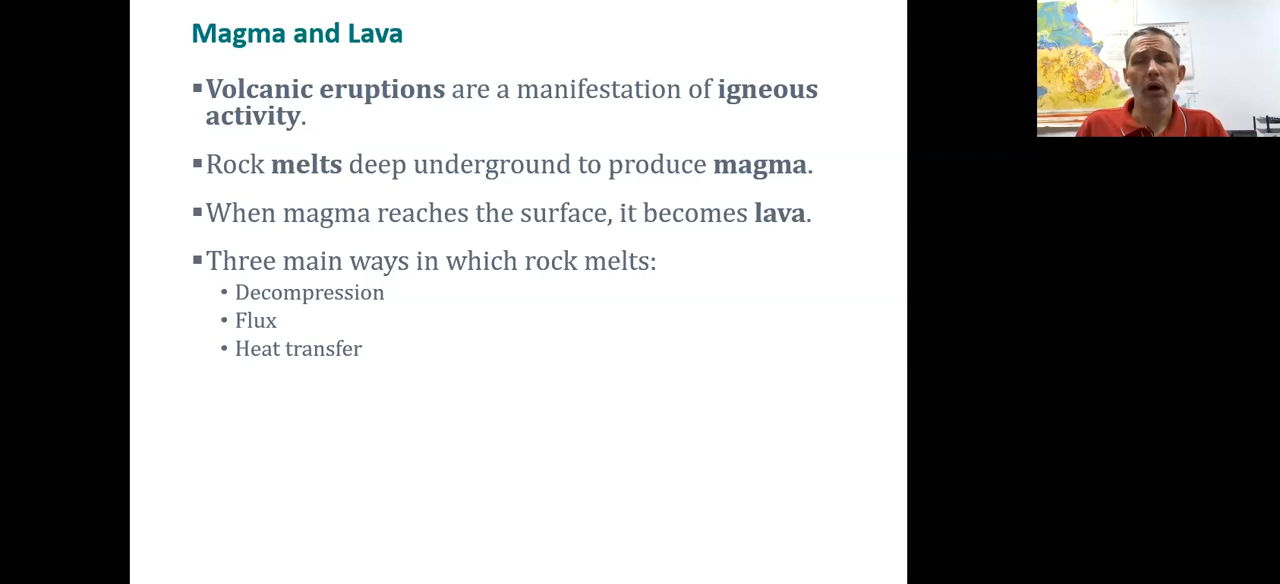 Magma and Lava
▪Volcanic eruptions are a manifestation of igneous
activity.
▪Rock melts deep underground to produce magma.
▪When magma reaches the surface, it becomes lava.
▪Three main ways in which rock melts:
• Decompression
• Flux
• Heat transfer